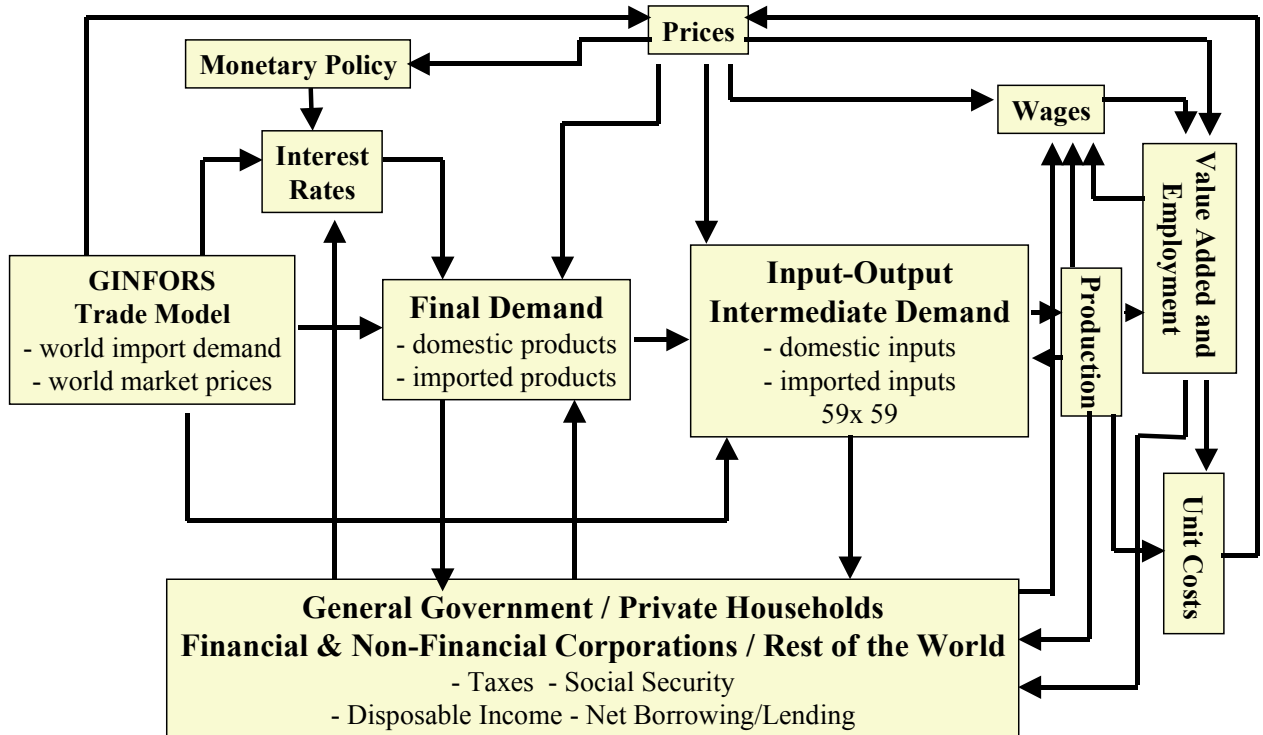 Prices
Monetary Policy
Wages
Interest
Rates
Value Added and
Employment
GINFORS
Trade Model
- world import demand
- world market prices
Final Demand
- domestic products
- imported products
Input-Output
Intermediate Demand
- domestic inputs
- imported inputs
59x 59
Production
Unit Costs
General Government / Private Households
Financial & Non-Financial Corporations / Rest of the World
- Taxes - Social Security
- Disposable Income - Net Borrowing/Lending